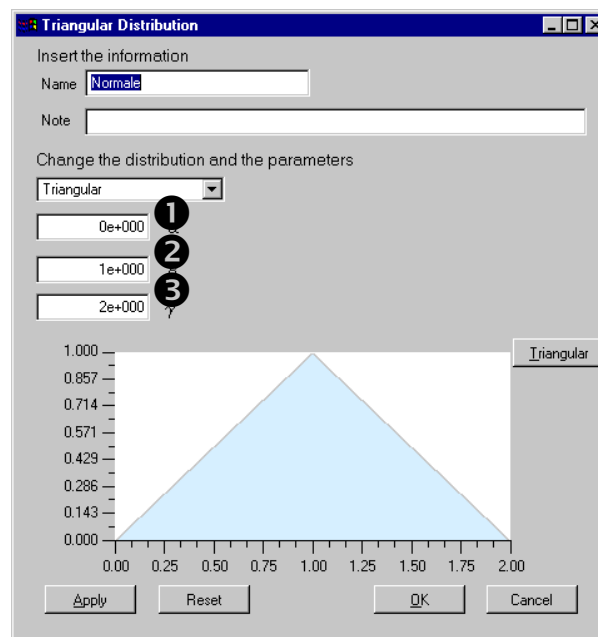 Triangular Distribution
Insert the information
Name Normale
Note
Change the distribution and the parameters
Triangular
0e+000 1
1e+000 2
2e+000 3
γ
Triangular
1.000
0.857
0.714
0.571
0.429
0.286
0.143
0.000
0.00 0.25 0.50 0.75 1.00 1.25 1.50 1.75 2.00
Apply Reset OK Cancel